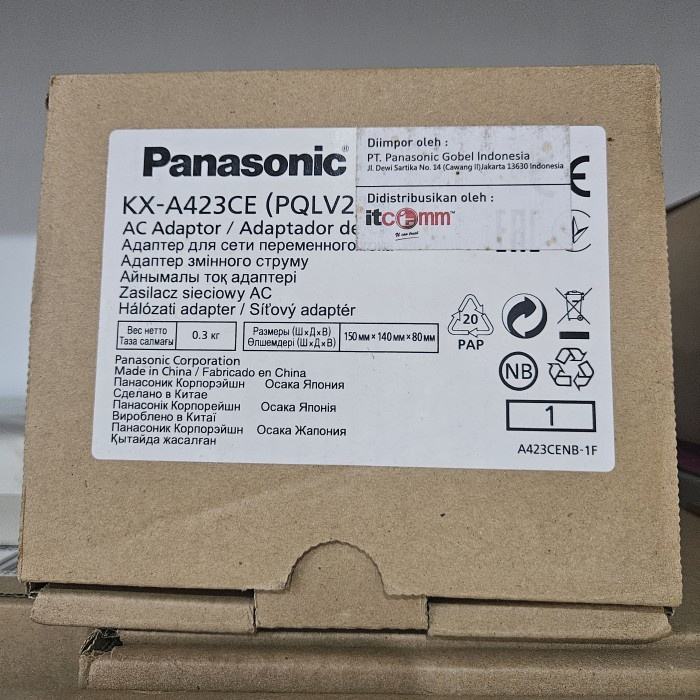 Panasonic®
KX-A423CE (PQLV2
AC Adaptor / Adaptador de
Адаптер для сети переменного
Адаптер змінного струму
Айнымалы тоқ адаптері
Zasilacz sieciowy AC
Hálózati adapter / Síťový adaptér
Diimpor oleh :
PT. Panasonic Gobel Indonesia
Jl. Dewi Sartika No. 14 (Cawang II)Jakarta 13630 Indonesia
Didistribusikan oleh :
itcomm™
CE
Вес нетто
Таза салмағы
0.3 кг
Размеры (Ш×Д×В)
Өлшемдері (Ш×Д×В)
150 мм × 140 мм × 80 мм
20
PAP
Panasonic Corporation
Made in China / Fabricado en China
Панасоник Корпорэйшн Осака Япония
Сделано в Китае
Панасонік Корпорейшн Осака Японія
Вироблено в Китаї
Панасоник Корпорэйшн Осака Жапония
Қытайда жасалған
NB
1
A423CENB-1F